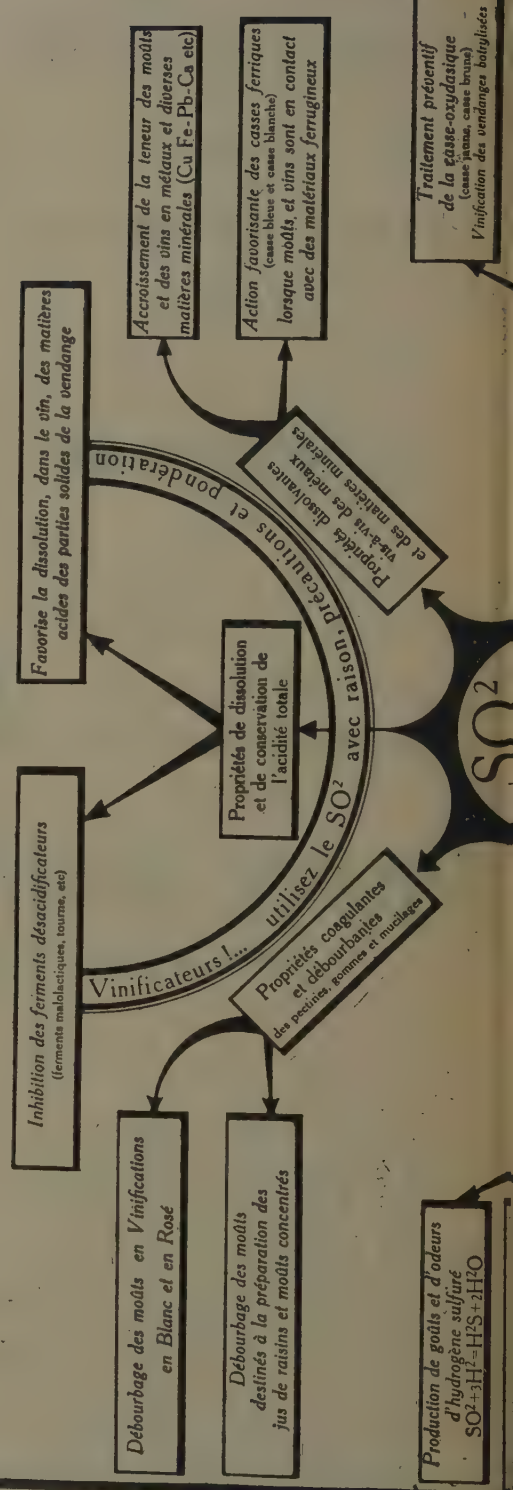 Inhibition des ferments désacidificateurs
(ferments malolactiques, tourne, etc)
Favorise la dissolution, dans le vin, des matières
acides des parties solides de la vendange
Débourbage des moûts en Vinifications
en Blanc et en Rosé
Débourbage des moûts
destinés à la préparation des
jus de raisins et moûts concentrés
Vinificateurs !... utilisez le SO² avec raison, précautions et pondération
Propriétés de dissolution
et de conservation de
l'acidité totale
Accroissement de la teneur des moûts
et des vins en métaux et diverses
matières minérales (Cu Fe-Pb-Ca etc)
Action favorisante des casses ferriques
(casse bleue et casse blanche)
lorsque moûts, et vins sont en contact
avec des matériaux ferrugineux
Propriétés coagulantes
et débourbantes
des pectines, gommes et mucilages
Propriétés dissolvantes
vis-à-vis des métaux
et des matières minérales
SO²
Production de goûts et d'odeurs
d'hydrogène sulfuré
SO²+3H²=H²S+2H²O
Traitement préventif
de la casse-oxydasique
(casse jaune, casse brune)
Vinification des vendanges botrylisées